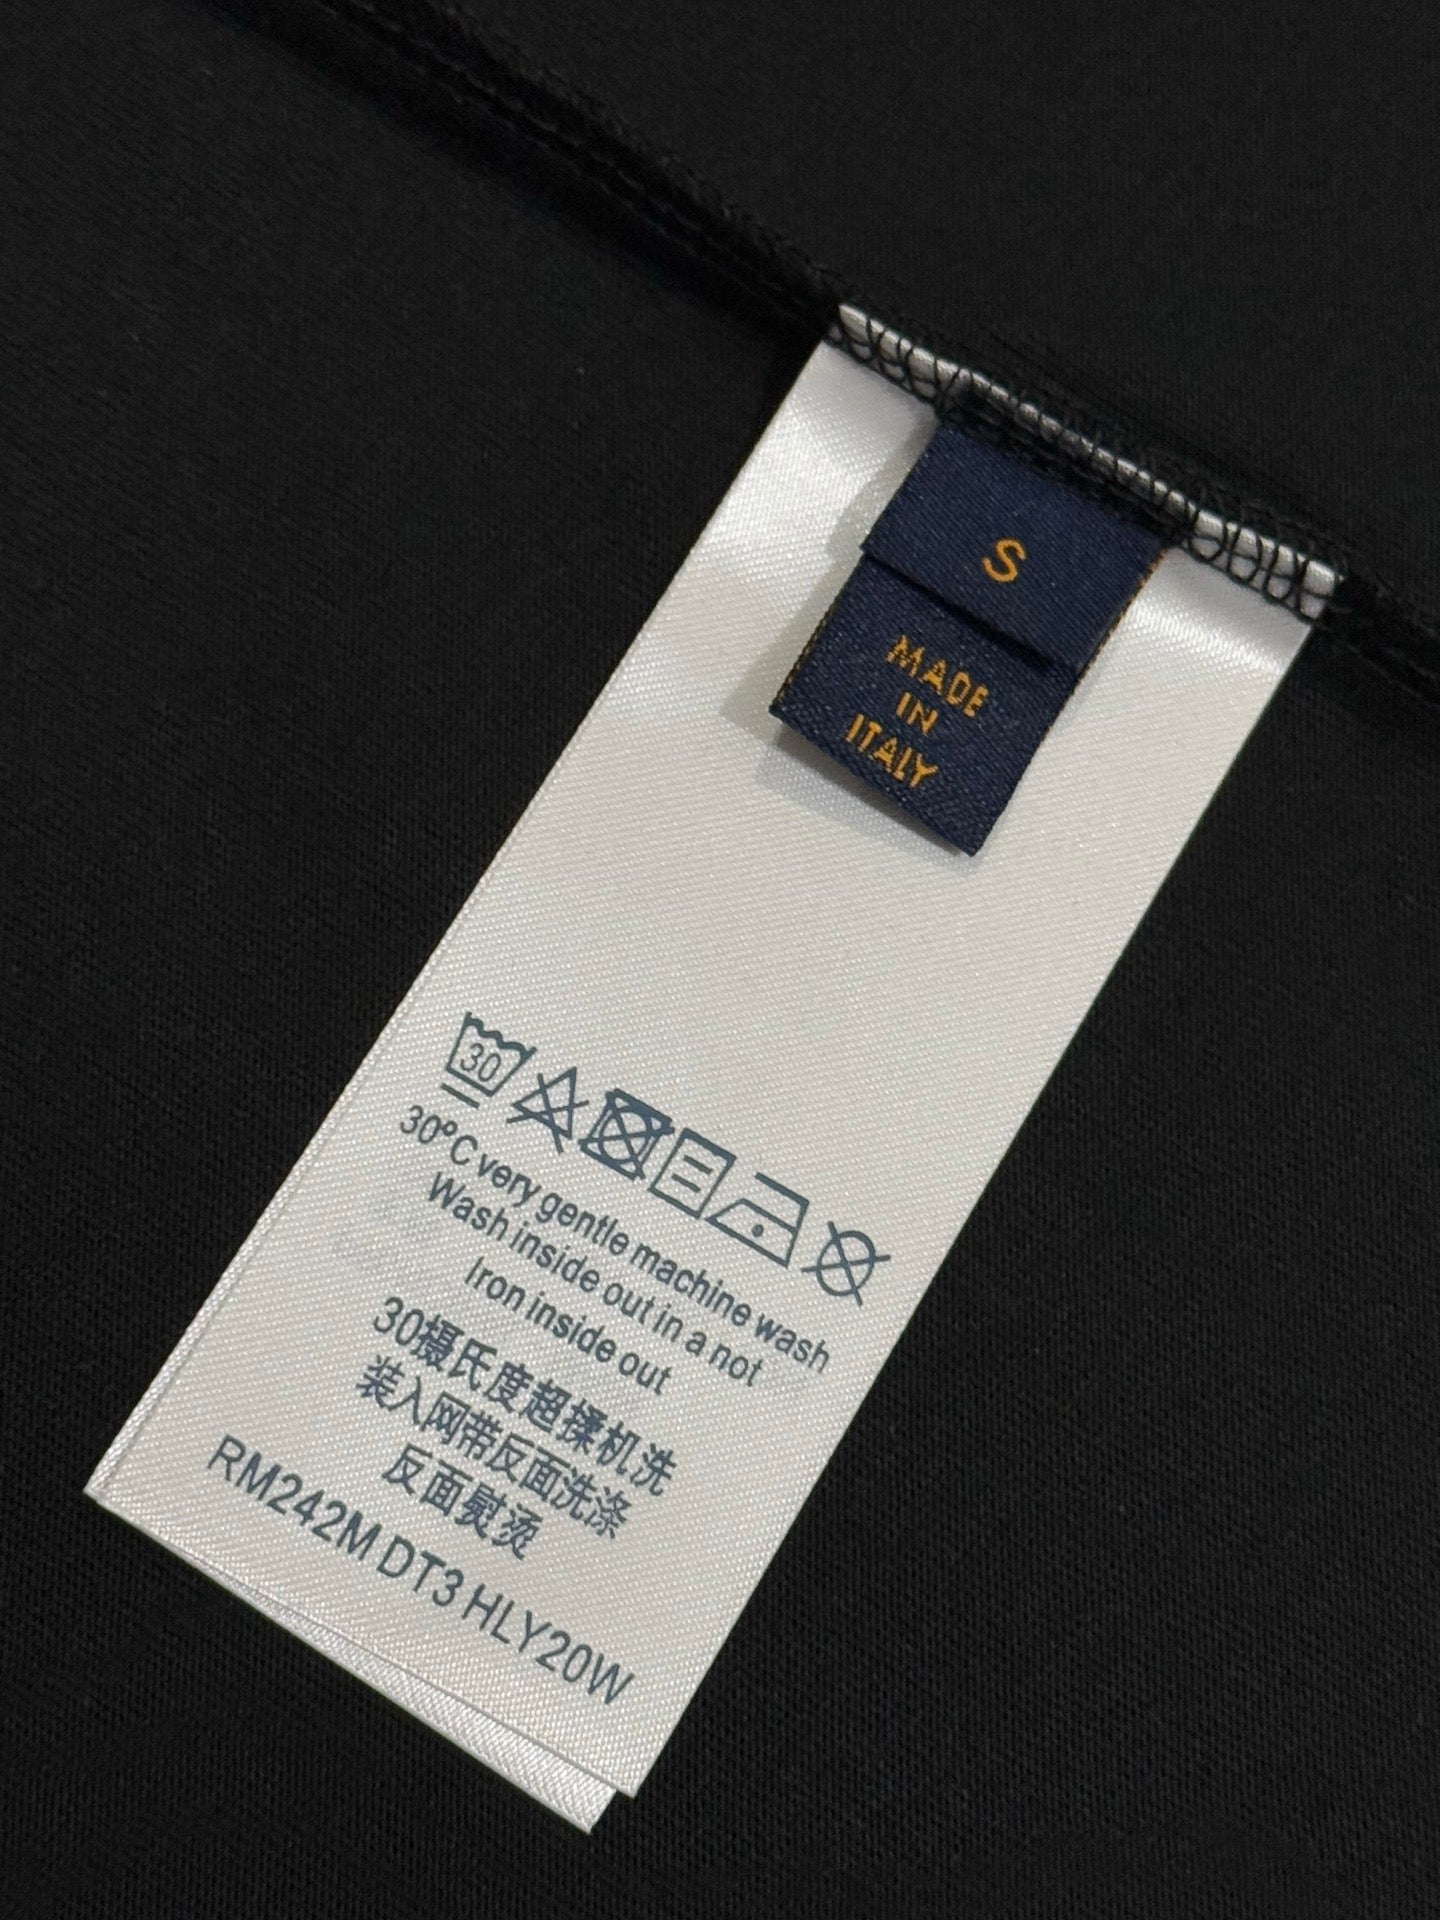 S
MADE
IN
ITALY
30
30°C very gentle machine wash
Wash inside out in a not
Iron inside out
30摄氏度超揉机洗
装入网带反面洗涤
反面熨烫
RM242M DT3 HLY20W